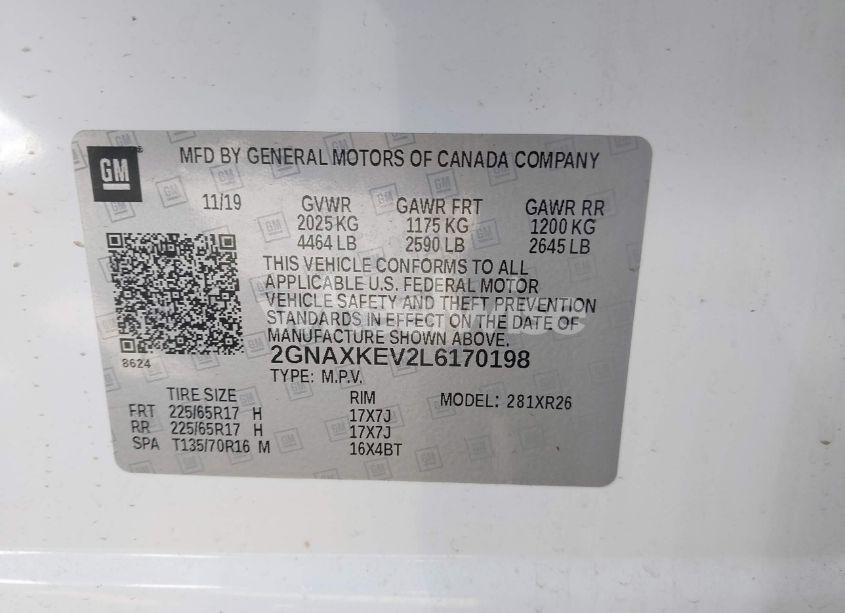 GM
MFD BY GENERAL MOTORS OF CANADA COMPANY
11/19 GVWR GAWR FRT GAWR RR
2025 KG 1175 KG 1200 KG
4464 LB 2590 LB 2645 LB
THIS VEHICLE CONFORMS TO ALL
APPLICABLE U.S. FEDERAL MOTOR
VEHICLE SAFETY AND THEFT PREVENTION
STANDARDS IN EFFECT ON THE DATE OF
MANUFACTURE SHOWN ABOVE.
8624 2GNAXKEV2L6170198
TYPE: M.P.V.
TIRE SIZE RIM MODEL: 281XR26
FRT 225/65R17 H 17X7J
RR 225/65R17 H 17X7J
SPA T135/70R16 M 16X4BT